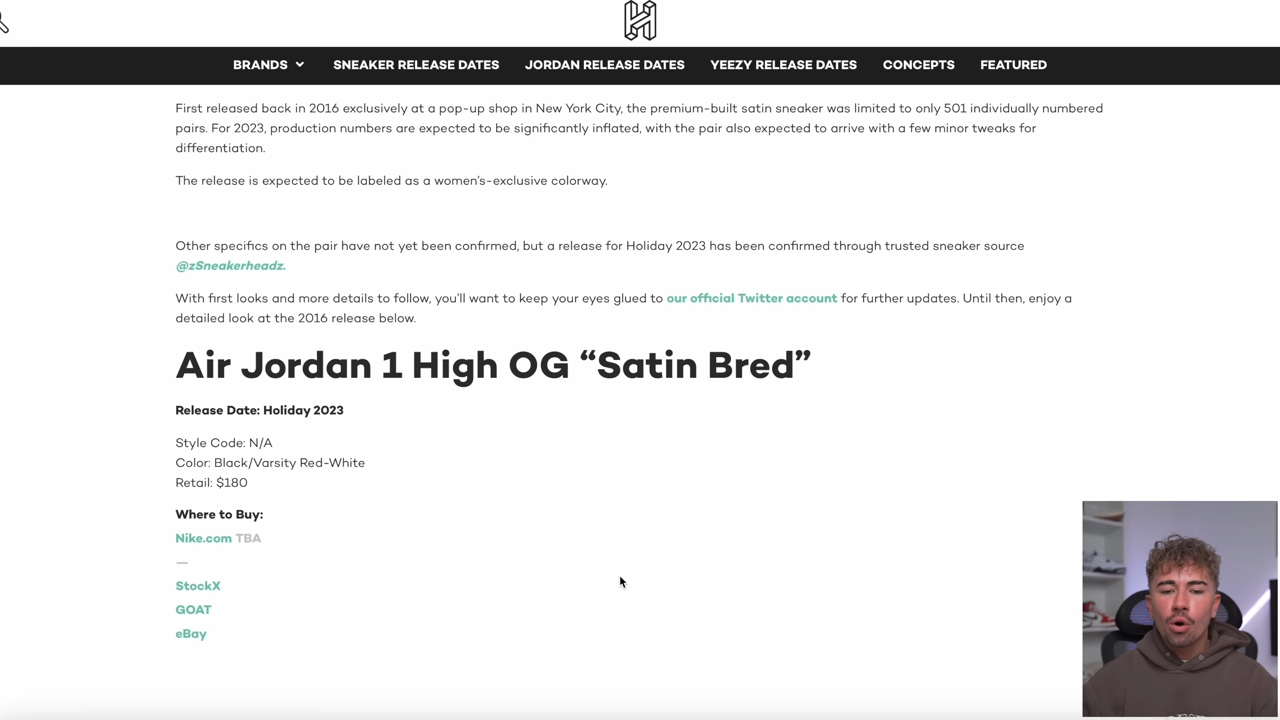 BRANDS SNEAKER RELEASE DATES JORDAN RELEASE DATES YEEZY RELEASE DATES CONCEPTS FEATURED
First released back in 2016 exclusively at a pop-up shop in New York City, the premium-built satin sneaker was limited to only 501 individually numbered
pairs. For 2023, production numbers are expected to be significantly inflated, with the pair also expected to arrive with a few minor tweaks for
differentiation.
The release is expected to be labeled as a women's-exclusive colorway.
Other specifics on the pair have not yet been confirmed, but a release for Holiday 2023 has been confirmed through trusted sneaker source
@zSneakerheadz.
With first looks and more details to follow, you'll want to keep your eyes glued to our official Twitter account for further updates. Until then, enjoy a
detailed look at the 2016 release below.
Air Jordan 1 High OG “Satin Bred”
Release Date: Holiday 2023
Style Code: N/A
Color: Black/Varsity Red-White
Retail: $180
Where to Buy:
Nike.com TBA
—
StockX
GOAT
eBay